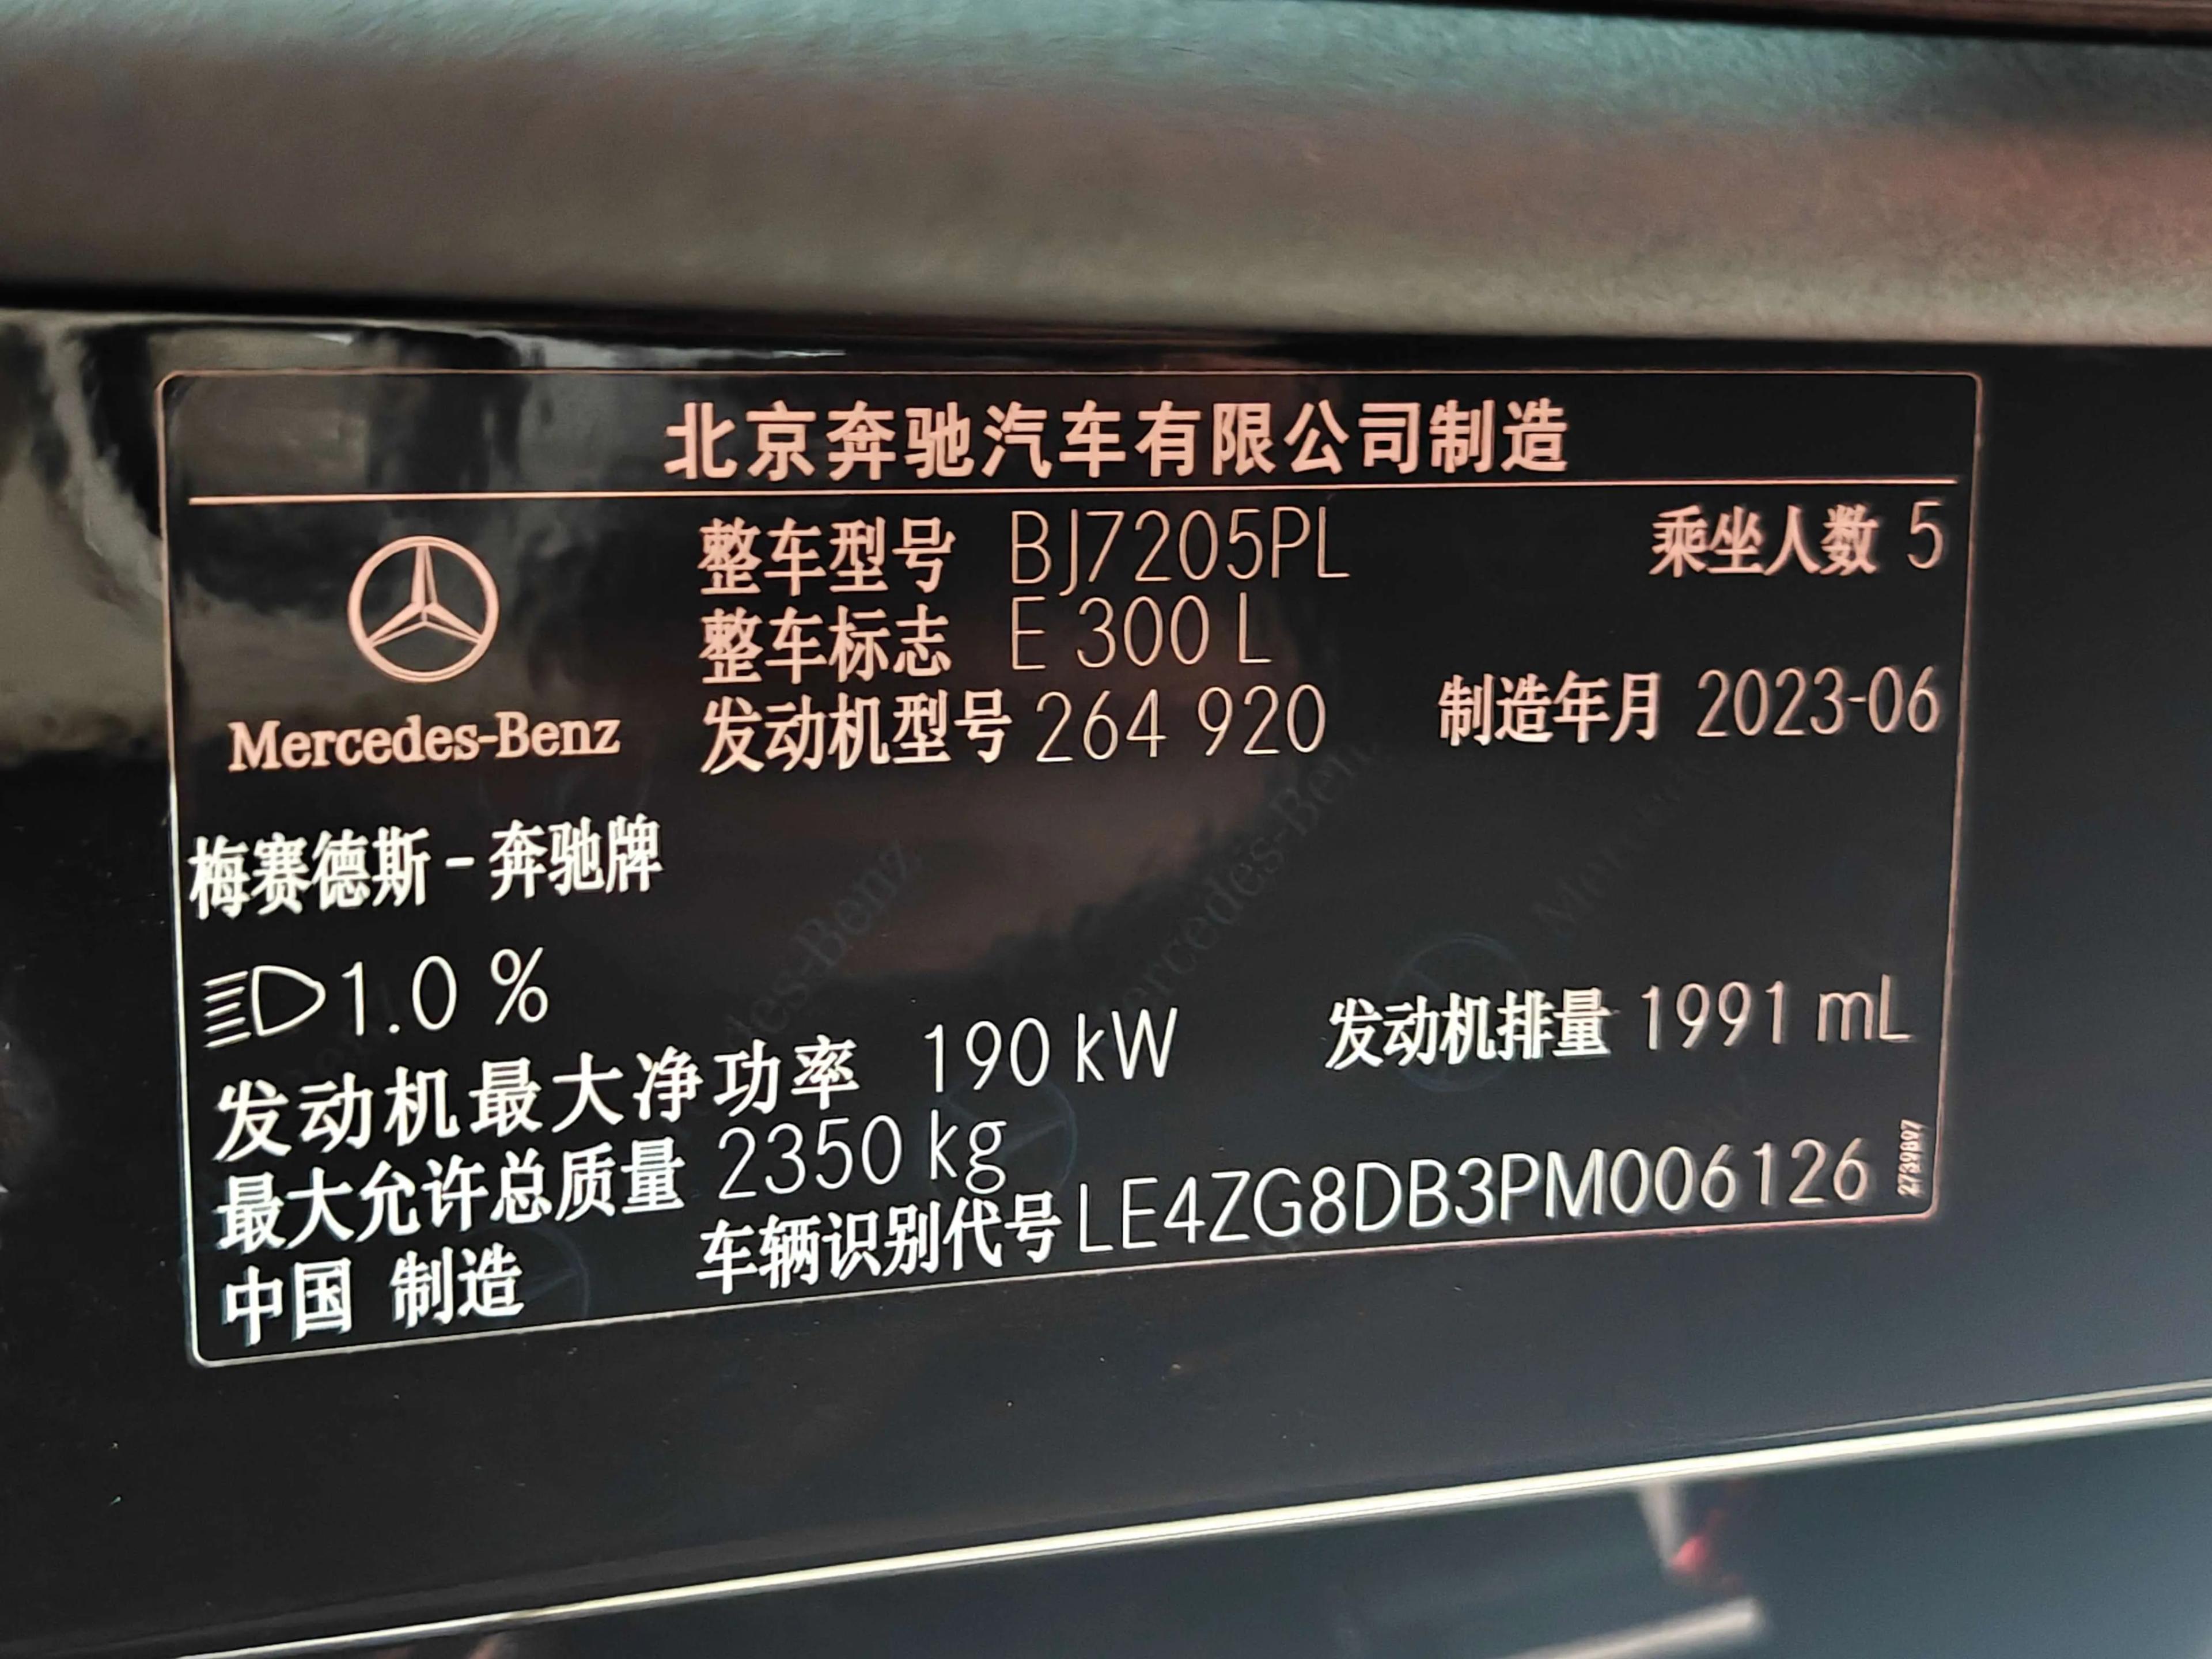 北京奔驰汽车有限公司制造
整车型号 BJ7205PL 乘坐人数 5
整车标志 E 300 L
发动机型号 264 920 制造年月 2023-06
Mercedes-Benz
梅赛德斯-奔驰牌
1.0 %
发动机最大净功率 190 kW 发动机排量 1991 mL
最大允许总质量 2350 kg
中国 制造 车辆识别代号 LE4ZG8DB3PM006126
2739897
Mercedes-Benz